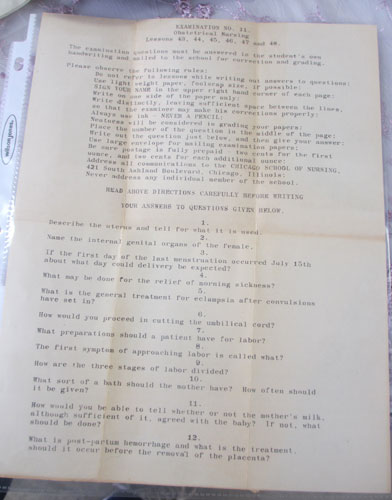 EXAMINATION NO. 11.
Obstetrical Nursing
Lessons 43, 44, 45, 46, 47 and 48.
The examination questions must be answered in the student's own
handwriting and mailed to the school for correction and grading.
Please observe the following rules:
Do not refer to lessons while writing out answers to questions:
Use light weight paper, foolscap size, if possible:
SIGN YOUR NAME in the upper right hand corner of each page:
Write on one side of the paper only:
Write distinctly, leaving sufficient space between the lines,
so that the examiner may make his corrections properly:
Always use ink - NEVER A PENCIL:
Neatness will be considered in grading your papers:
Place the number of the question in the middle of the page:
Write out the question just below, and then give your answer:
Use large envelope for mailing examination papers:
Be sure postage is fully prepaid - two cents for the first
ounce, and two cents for each additional ounce:
Address all communications to the CHICAGO SCHOOL OF NURSING,
421 South Ashland Boulevard, Chicago, Illinois:
Never address any individual member of the school.
READ ABOVE DIRECTIONS CAREFULLY BEFORE WRITING
YOUR ANSWERS TO QUESTIONS GIVEN BELOW.
1.
Describe the uterus and tell for what it is used.
2.
Name the internal genital organs of the female.
3.
If the first day of the last menstruation occurred July 15th
about what day could delivery be expected?
4.
What may be done for the relief of morning sickness?
5.
What is the general treatment for eclampsia after convulsions
have set in?
6.
How would you proceed in cutting the umbilical cord?
7.
What preparations should a patient have for labor?
8.
The first symptom of approaching labor is called what?
9.
How are the three stages of labor divided?
10.
What sort of a bath should the mother have? How often should
it be given?
11.
How would you be able to tell whether or not the mother's milk,
although sufficient of it, agreed with the baby? If not, what
should be done?
12.
What is post-partum hemorrhage and what is the treatment,
should it occur before the removal of the placenta?